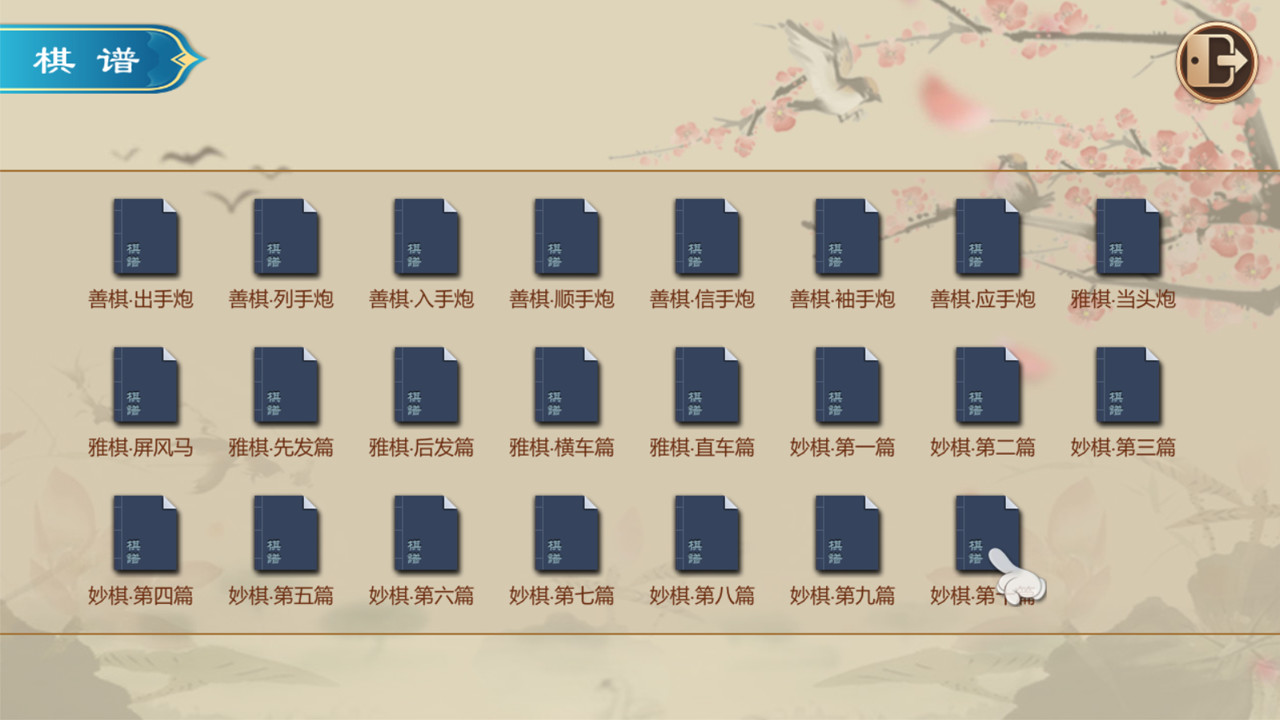 棋 谱
棋谱 棋谱 棋谱 棋谱 棋谱 棋谱 棋谱 棋谱
善棋·出手炮 善棋·列手炮 善棋·入手炮 善棋·顺手炮 善棋·信手炮 善棋·袖手炮 善棋·应手炮 雅棋·当头炮
棋谱 棋谱 棋谱 棋谱 棋谱 棋谱 棋谱 棋谱
雅棋·屏风马 雅棋·先发篇 雅棋·后发篇 雅棋·横车篇 雅棋·直车篇 妙棋·第一篇 妙棋·第二篇 妙棋·第三篇
棋谱 棋谱 棋谱 棋谱 棋谱 棋谱 棋谱
妙棋·第四篇 妙棋·第五篇 妙棋·第六篇 妙棋·第七篇 妙棋·第八篇 妙棋·第九篇 妙棋·第十篇